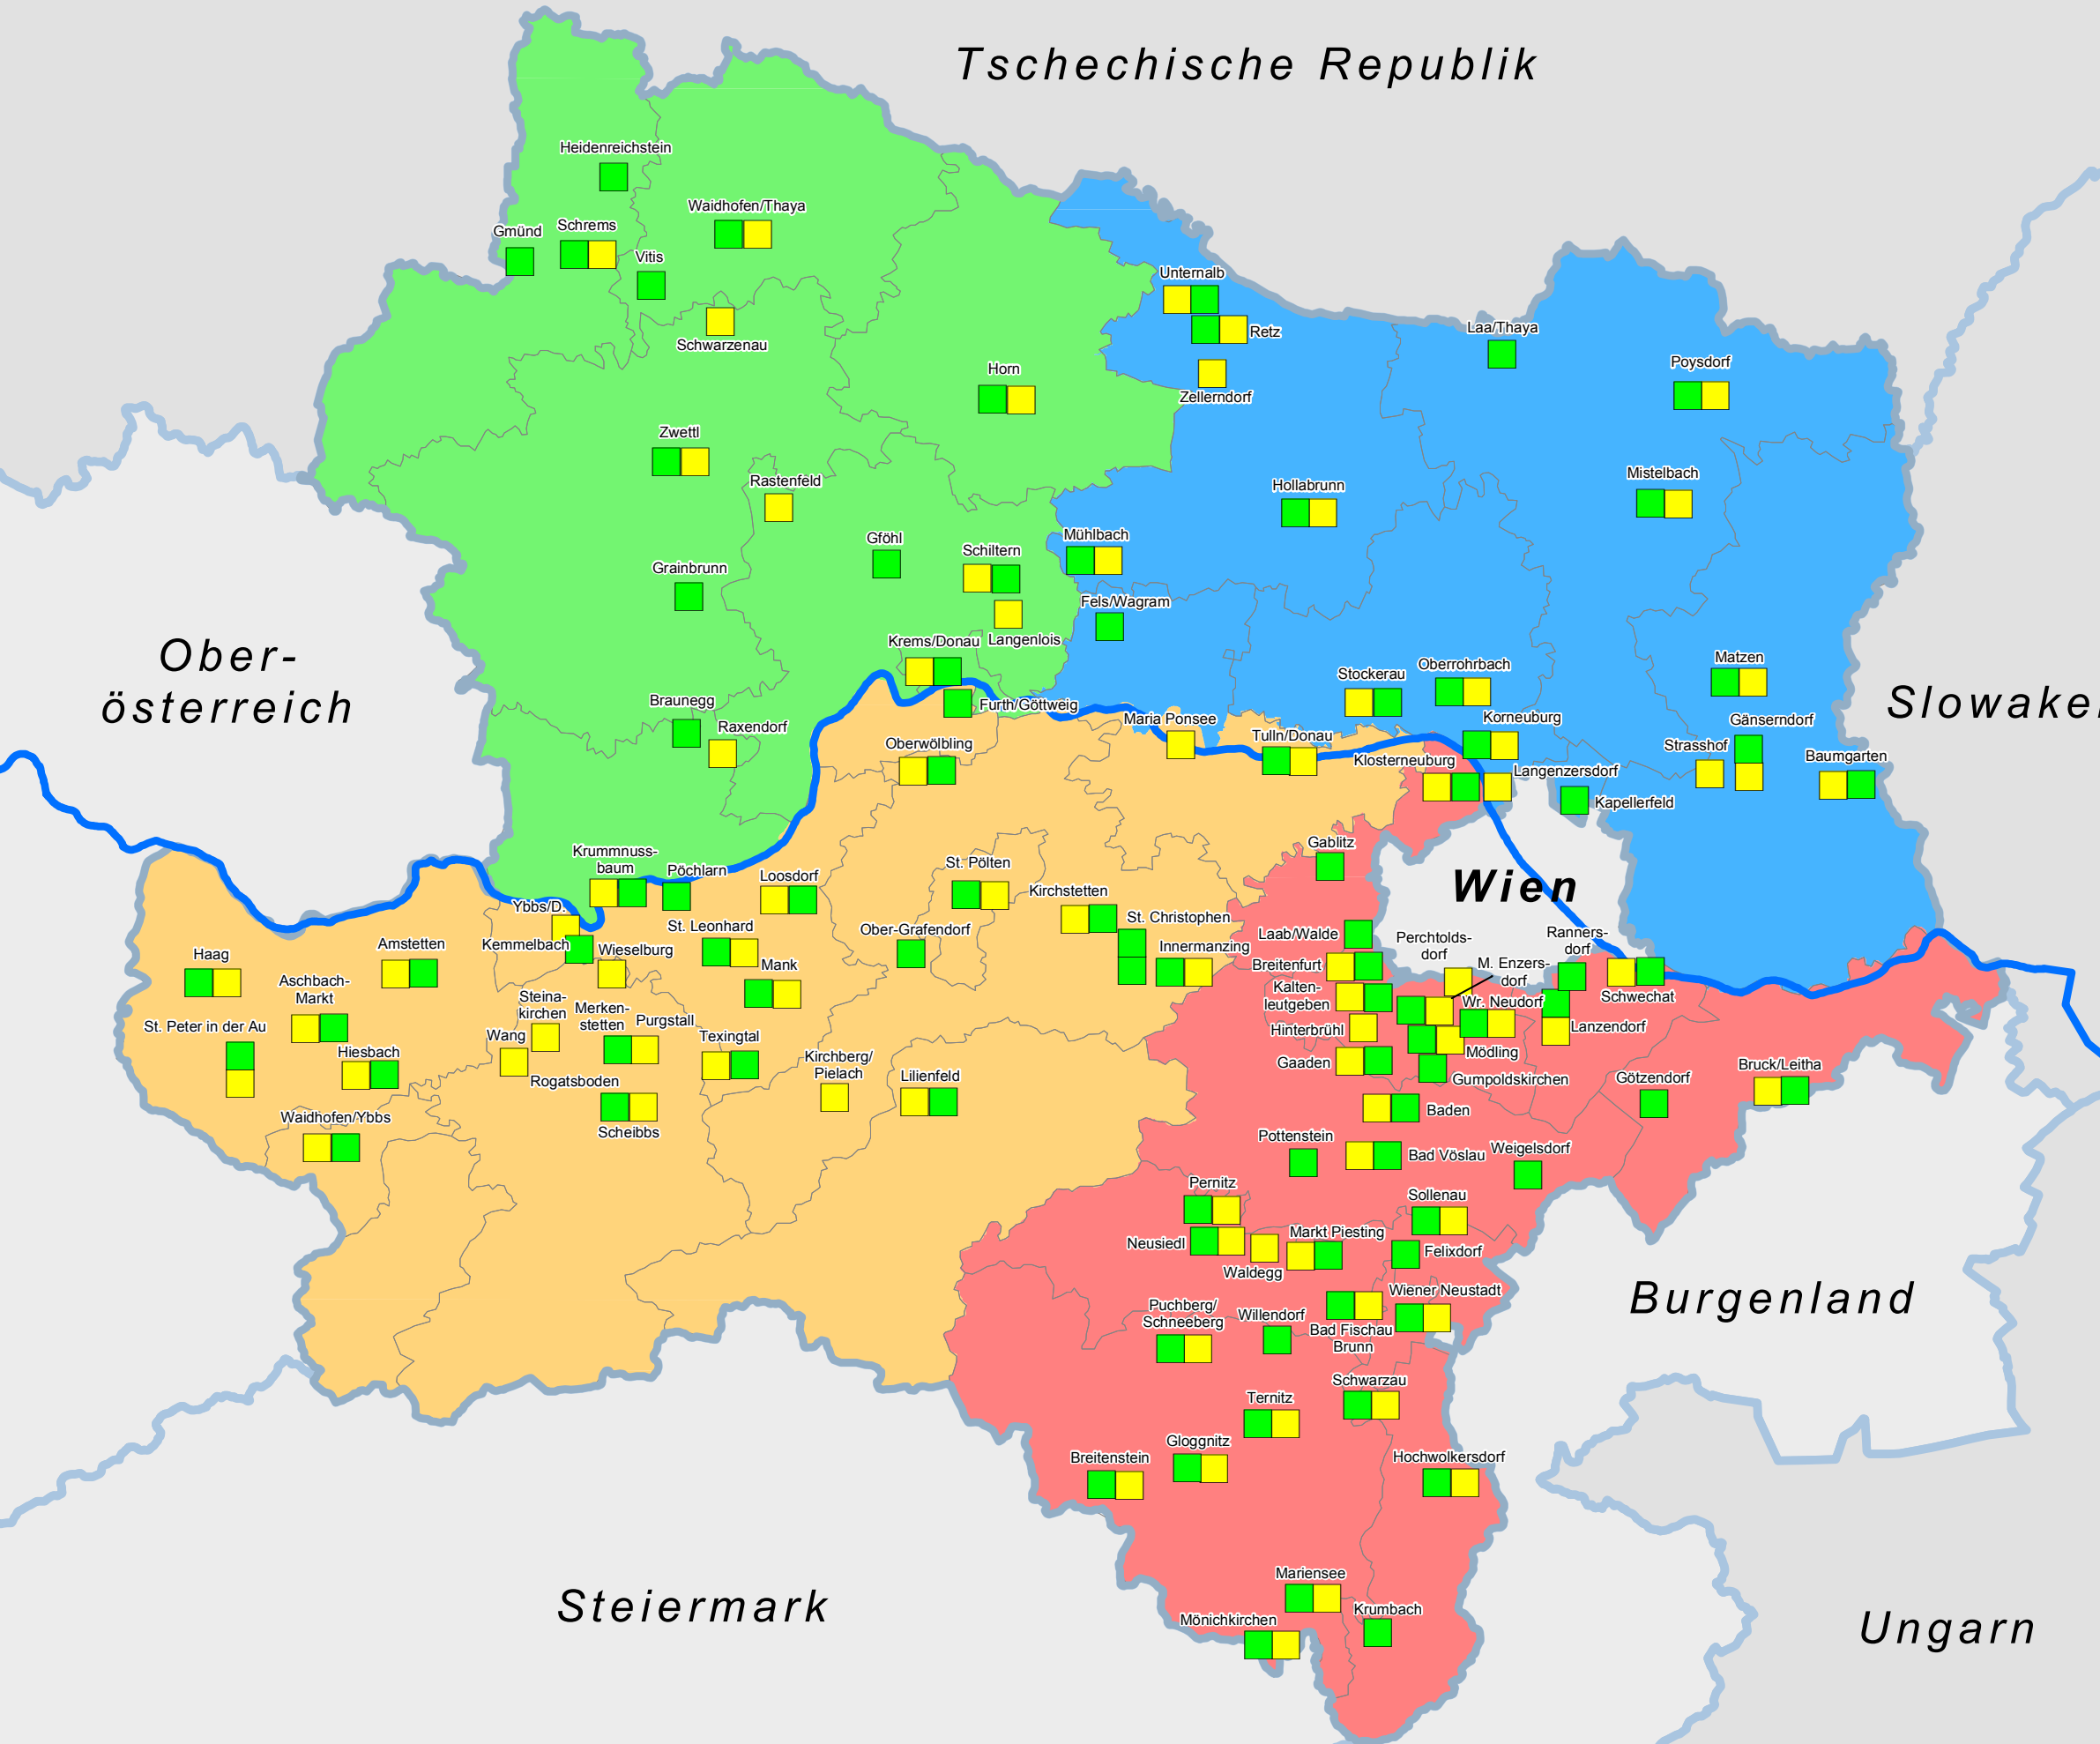 Tschechische Republik
Heidenreichstein
Waidhofen/Thaya
Gmünd
Schrems
Vitis
Schwarzenau
Unternalb
Retz
Zellerndorf
Laa/Thaya
Poysdorf
Horn
Zwettl
Rastenfeld
Hollabrunn
Mistelbach
Gföhl
Schiltern
Mühlbach
Grainbrunn
Fels/Wagram
Langenlois
Krems/Donau
Ober-
österreich
Furth/Göttweig
Braunegg
Raxendorf
Maria Ponsee
Stockerau
Oberrohrbach
Matzen
Slowakei
Korneuburg
Gänserndorf
Oberwölbling
Tulln/Donau
Strasshof
Baumgarten
Klosterneuburg
Langenzersdorf
Kapellerfeld
Krummnuss-
baum
Pöchlarn
Loosdorf
St. Pölten
Kirchstetten
Gablitz
Wien
Ybbs/D.
Kemmelbach
Wieselburg
St. Leonhard
Mank
Ober-Grafendorf
St. Christophen
Innermanzing
Laab/Walde
Breitenfurt
Perchtolds-
dorf
M. Enzers-
dorf
Ranners-
dorf
Schwechat
Haag
Amstetten
Aschbach-
Markt
Kalten-
leutgeben
Wr. Neudorf
Lanzendorf
St. Peter in der Au
Hiesbach
Steina-
kirchen
Wang
Merken-
stetten
Purgstall
Texingtal
Hinterbrühl
Mödling
Gaaden
Gumpoldskirchen
Rogatsboden
Scheibbs
Kirchberg/
Pielach
Lilienfeld
Götzendorf
Bruck/Leitha
Waidhofen/Ybbs
Baden
Pottenstein
Bad Vöslau
Weigelsdorf
Pernitz
Sollenau
Neusiedl
Waldegg
Markt Piesting
Felixdorf
Burgenland
Puchberg/
Schneeberg
Willendorf
Bad Fischau
Brunn
Wiener Neustadt
Schwarzau
Ternitz
Gloggnitz
Breitenstein
Hochwolkersdorf
Steiermark
Mariensee
Mönichkirchen
Krumbach
Ungarn